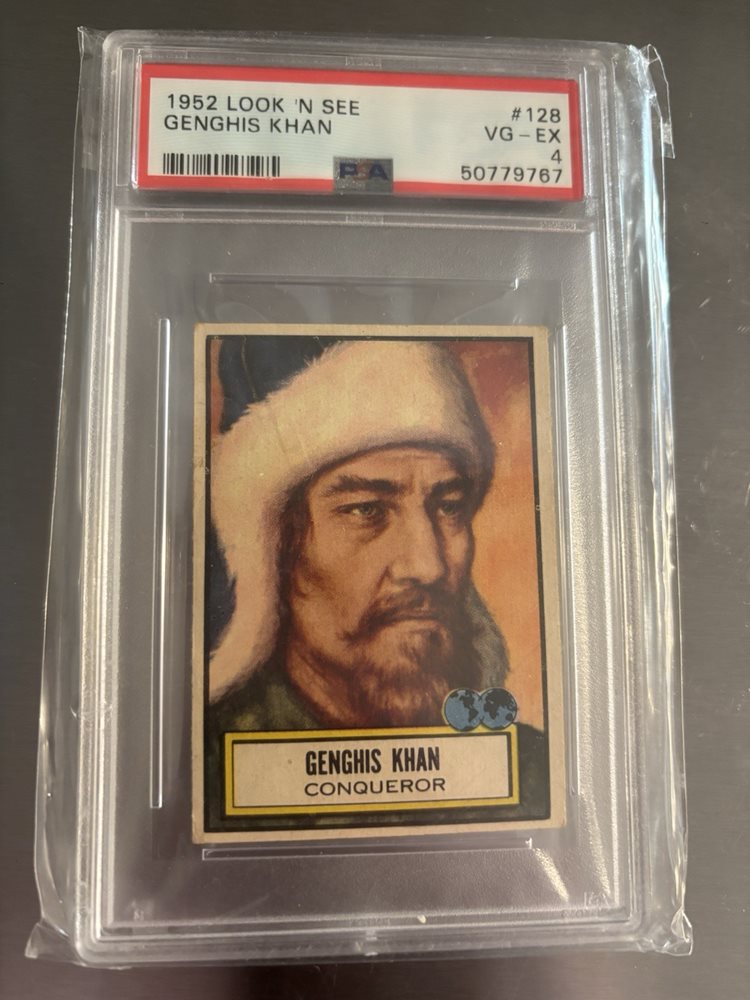 1952 LOOK 'N SEE
GENGHIS KHAN
#128
VG-EX
4
50779767
PSA
GENGHIS KHAN
CONQUEROR